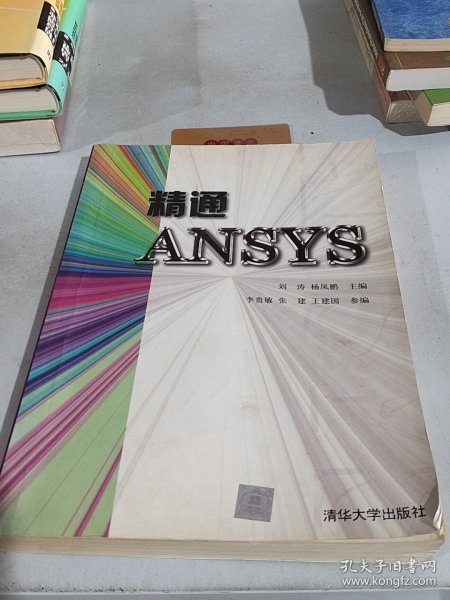 精通
ANSYS
刘 涛 杨凤鹏 主编
李贵敏 张 建 王建国 参编
清华大学出版社
孔夫子旧书网
www.kongfz.com